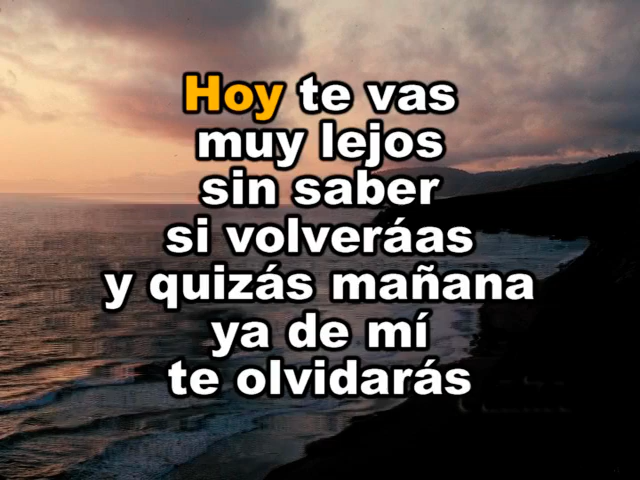 Hoy te vas
muy lejos
sin saber
si volveráas
y quizás mañana
ya de mí
te olvidarás